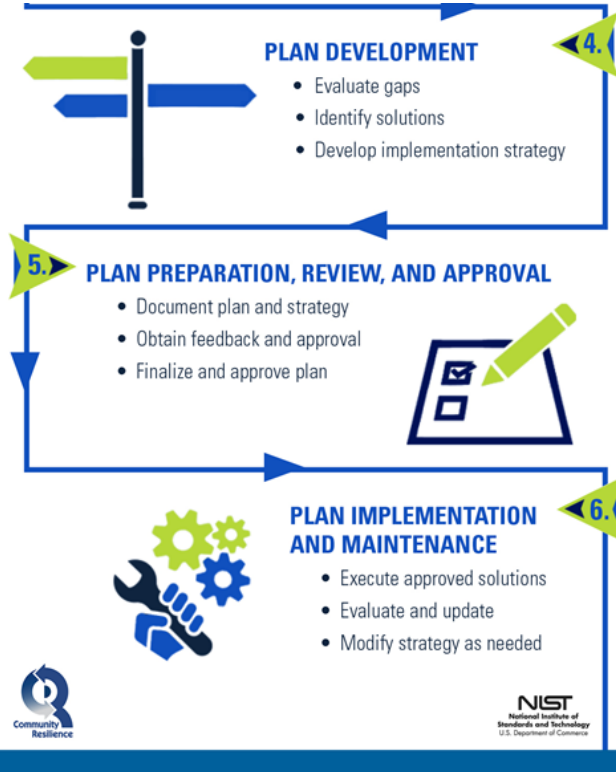 4.
PLAN DEVELOPMENT
• Evaluate gaps
• Identify solutions
• Develop implementation strategy
5.
PLAN PREPARATION, REVIEW, AND APPROVAL
• Document plan and strategy
• Obtain feedback and approval
• Finalize and approve plan
6.
PLAN IMPLEMENTATION
AND MAINTENANCE
• Execute approved solutions
• Evaluate and update
• Modify strategy as needed
Community
Resilience
NIST
National Institute of
Standards and Technology
U.S. Department of Commerce